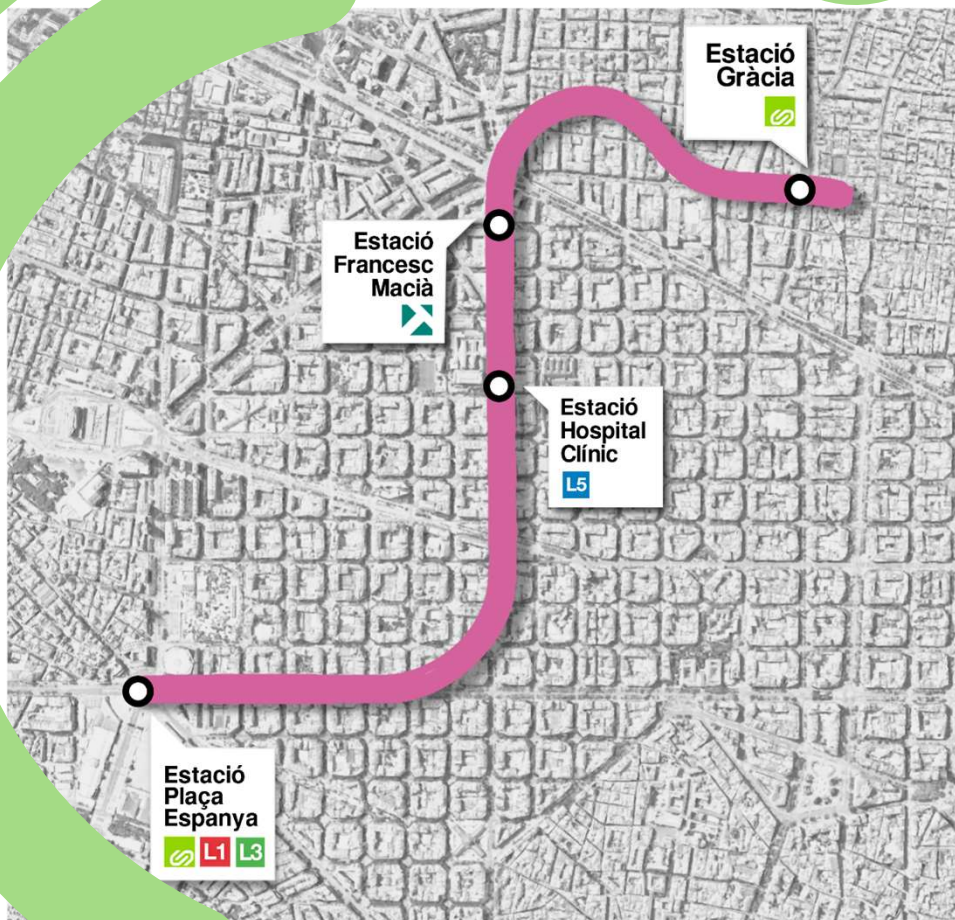 Estació
Gràcia
Estació
Francesc
Macià
Estació
Hospital
Clínic
L5
Estació
Plaça
Espanya
L1 L3